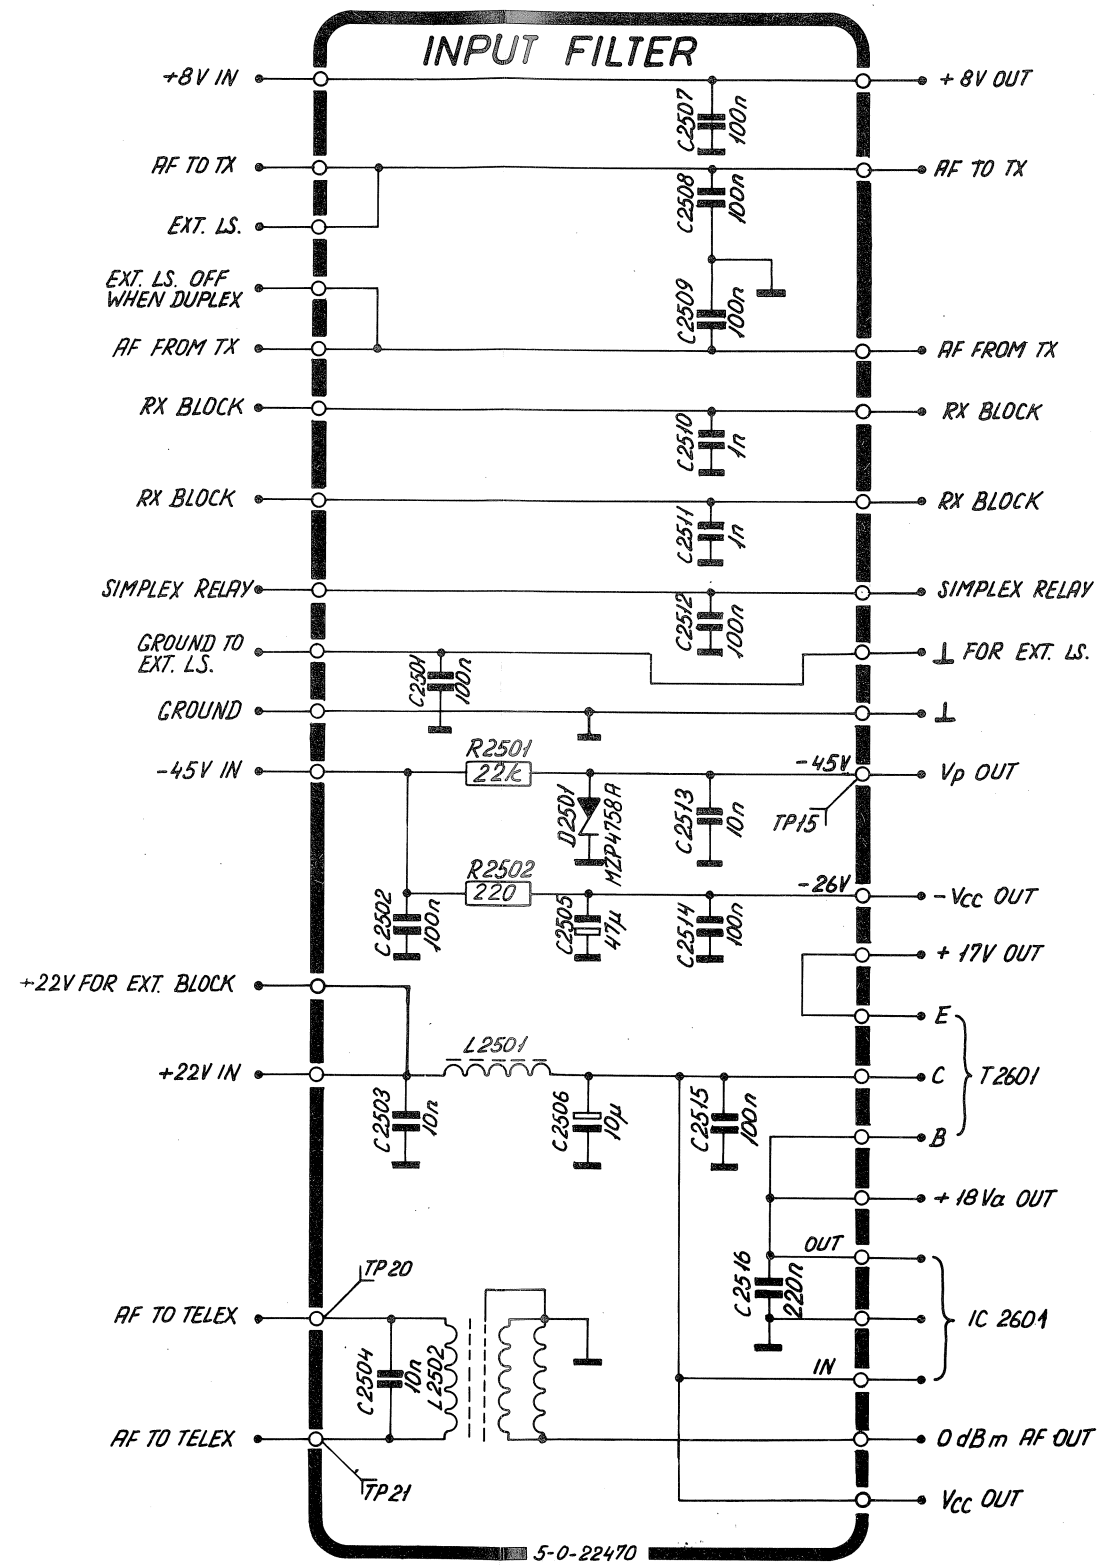 INPUT FILTER
+8V IN
+8V OUT
C2507
100n
AF TO TX
AF TO TX
C2508
100n
EXT. LS.
EXT. LS. OFF
WHEN DUPLEX
C2509
100n
AF FROM TX
AF FROM TX
RX BLOCK
RX BLOCK
C2510
1n
RX BLOCK
RX BLOCK
C2511
1n
SIMPLEX RELAY
SIMPLEX RELAY
C2512
100n
GROUND TO
EXT. LS.
FOR EXT. LS.
C2501
100n
GROUND
R2501
22k
-45V IN
-45V
Vp OUT
TP15
D2501
MZP4758A
C2513
10n
R2502
220
-26V
-Vcc OUT
C2502
100n
C2505
47μ
C2514
100n
+17V OUT
+22V FOR EXT. BLOCK
E
L2501
+22V IN
C
T2601
C2503
10n
C2506
10μ
C2515
100n
B
+18Va OUT
OUT
C2516
220n
TP20
AF TO TELEX
IC 2601
C2504
10n
L2502
IN
AF TO TELEX
0 dBm AF OUT
TP21
Vcc OUT
5-0-22470